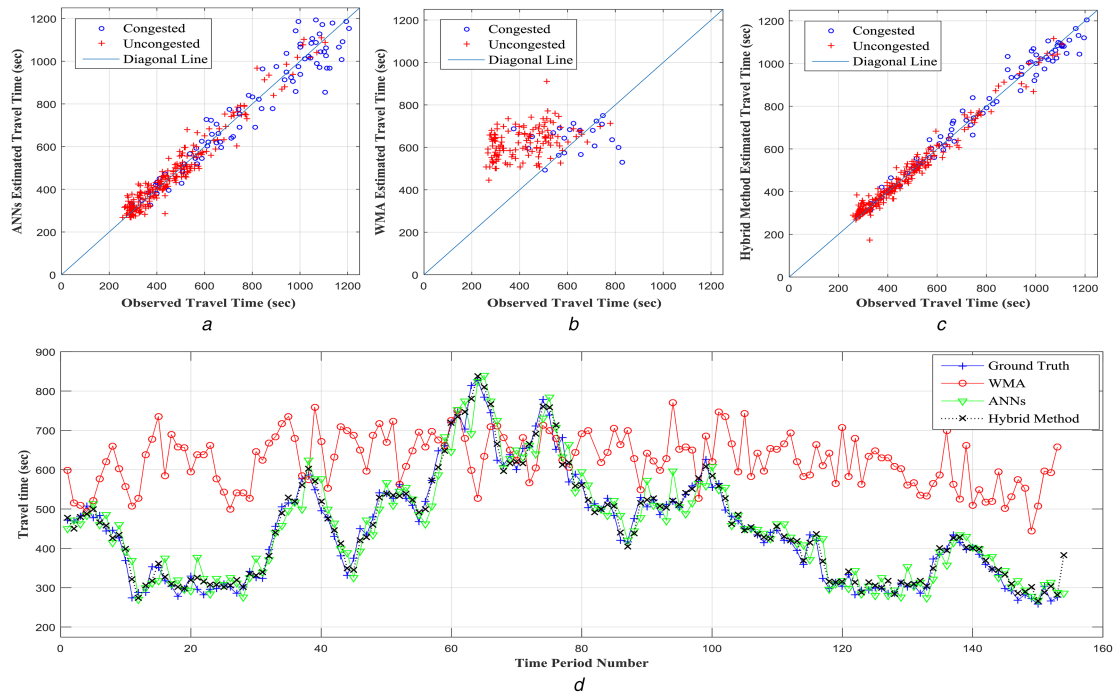 ANNs Estimated Travel Time (sec)
1200
1000
800
600
400
200
0
Congested
Uncongested
Diagonal Line
0 200 400 600 800 1000 1200
Observed Travel Time (sec)
a
WMA Estimated Travel Time (sec)
1200
1000
800
600
400
200
0
Congested
Uncongested
Diagonal Line
0 200 400 600 800 1000 1200
Observed Travel Time (sec)
b
Hybrid Method Estimated Travel Time (sec)
1200
1000
800
600
400
200
0
Congested
Uncongested
Diagonal Line
0 200 400 600 800 1000 1200
Observed Travel Time (sec)
c
Travel time (sec)
900
800
700
600
500
400
300
200
Ground Truth
WMA
ANNs
Hybrid Method
0 20 40 60 80 100 120 140 160
Time Period Number
d